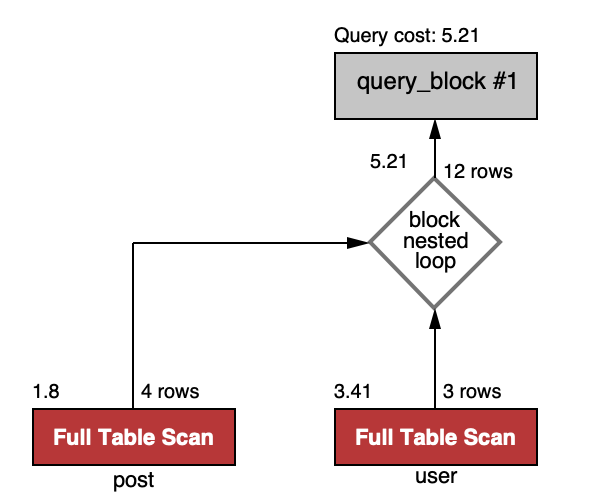 Query cost: 5.21
query_block #1
5.21
12 rows
block
nested
loop
1.8
4 rows
3.41
3 rows
Full Table Scan
Full Table Scan
post
user